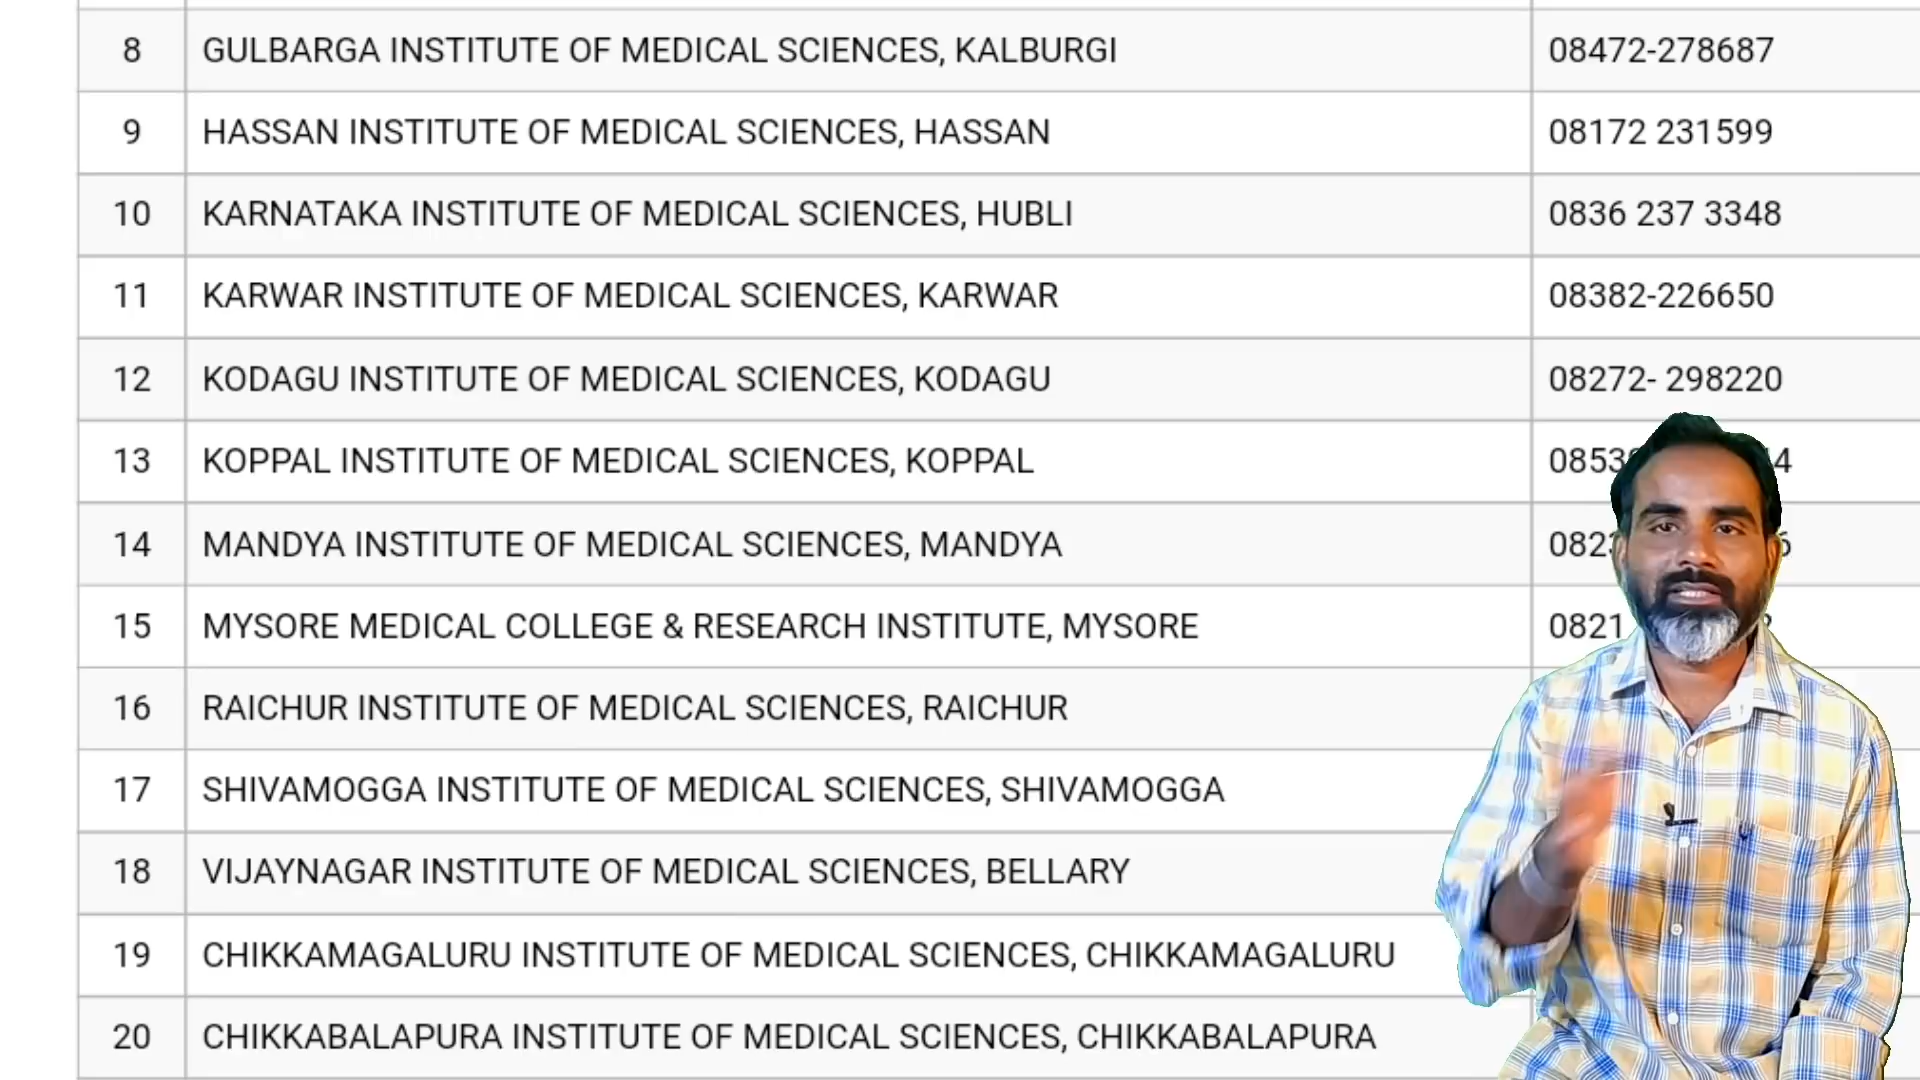 8 GULBARGA INSTITUTE OF MEDICAL SCIENCES, KALBURGI 08472-278687
9 HASSAN INSTITUTE OF MEDICAL SCIENCES, HASSAN 08172 231599
10 KARNATAKA INSTITUTE OF MEDICAL SCIENCES, HUBLI 0836 237 3348
11 KARWAR INSTITUTE OF MEDICAL SCIENCES, KARWAR 08382-226650
12 KODAGU INSTITUTE OF MEDICAL SCIENCES, KODAGU 08272- 298220
13 KOPPAL INSTITUTE OF MEDICAL SCIENCES, KOPPAL
14 MANDYA INSTITUTE OF MEDICAL SCIENCES, MANDYA
15 MYSORE MEDICAL COLLEGE & RESEARCH INSTITUTE, MYSORE 0821
16 RAICHUR INSTITUTE OF MEDICAL SCIENCES, RAICHUR
17 SHIVAMOGGA INSTITUTE OF MEDICAL SCIENCES, SHIVAMOGGA
18 VIJAYNAGAR INSTITUTE OF MEDICAL SCIENCES, BELLARY
19 CHIKKAMAGALURU INSTITUTE OF MEDICAL SCIENCES, CHIKKAMAGALURU
20 CHIKKABALAPURA INSTITUTE OF MEDICAL SCIENCES, CHIKKABALAPURA